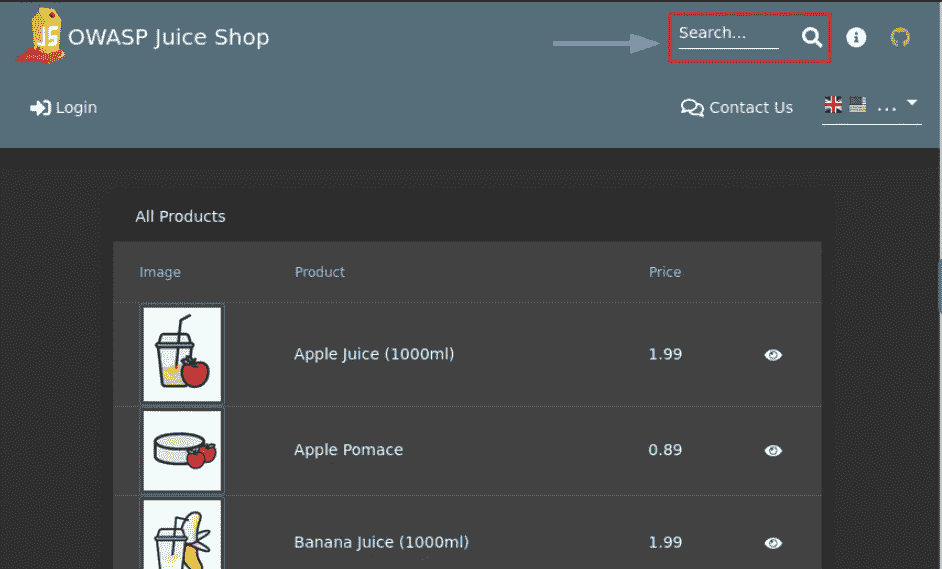 JS OWASP Juice Shop
Search...
Login
Contact Us
...
All Products
Image Product Price
Apple Juice (1000ml) 1.99
Apple Pomace 0.89
Banana Juice (1000ml) 1.99